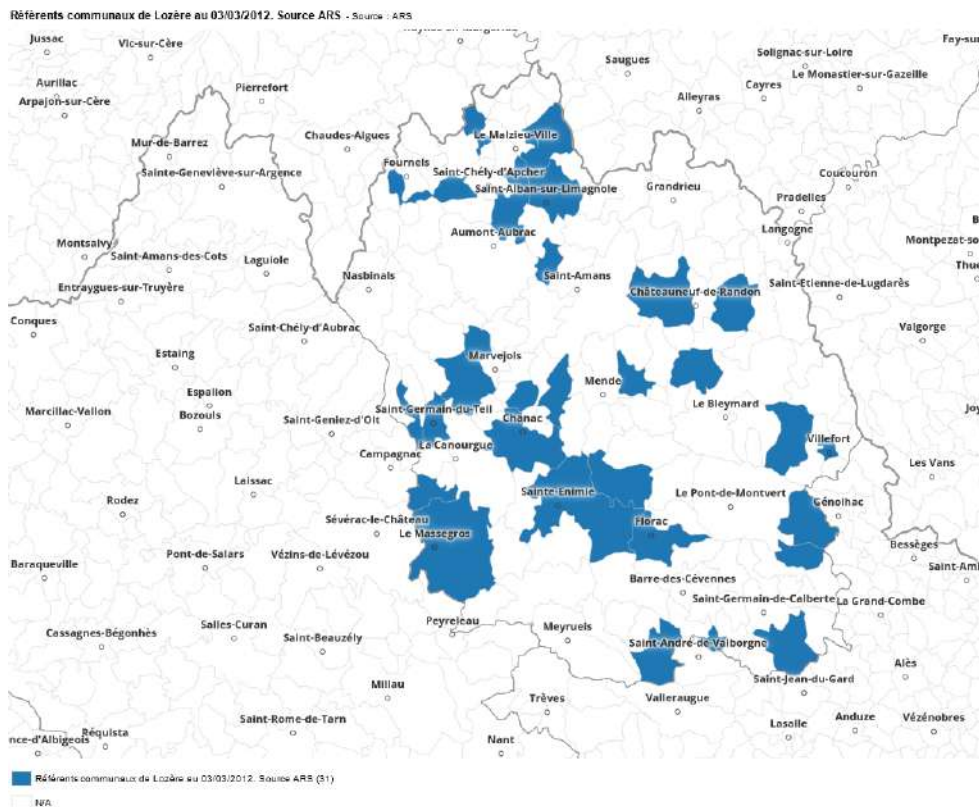 Référents communaux de Lozère au 03/03/2012. Source ARS - Source : ARS
Jussac
Vic-sur-Cère
Saugues
Solignac-sur-Loire
Fay-sur
Le Monastier-sur-Gazeille
Aurillac
Pierrefort
Cayres
Arpajon-sur-Cère
Alleyras
Chaudes-Aigues
Le Malzieu-Ville
Mur-de-Barrez
Fournels
Saint-Chély-d'Apcher
Coucouron
Sainte-Geneviève-sur-Argence
Saint-Alban-sur-Limagnole
Grandrieu
Pradelles
Aumont-Aubrac
Langogne
Montsalvy
Montpezat-so
Saint-Amans-des-Cots
Laguiole
Nasbinals
Saint-Amans
Thue
Entraygues-sur-Truyère
Châteauneuf-de-Randon
Saint-Etienne-de-Lugdarès
Conques
Saint-Chély-d'Aubrac
Valgorge
Estaing
Marvejols
Mende
Espalion
Le Bleymard
Marcillac-Vallon
Bozouls
Saint-Geniez-d'Olt
Saint-Germain-du-Teil
Chanac
Joy
La Canourgue
Villefort
Campagnac
Les Vans
Laissac
Sainte-Enimie
Le Pont-de-Montvert
Génolhac
Rodez
Sévérac-le-Château
Florac
Le Massegros
Bessèges
Pont-de-Salars
Vézins-de-Lévézou
Baraqueville
Saint-Am
Barre-des-Cévennes
Saint-Germain-de-Calberte
La Grand-Combe
Peyreleau
Meyrueis
Cassagnes-Bégonhès
Salles-Curan
Saint-Beauzély
Saint-André-de-Valborgne
Alès
Saint-Jean-du-Gard
Millau
Trèves
Valleraugue
Saint-Rome-de-Tarn
Anduze
Vézénobres
Lasalle
Réquista
nce-d'Albigeois
Nant
Référents communaux de Lozère au 03/03/2012. Source ARS (31)
N/A